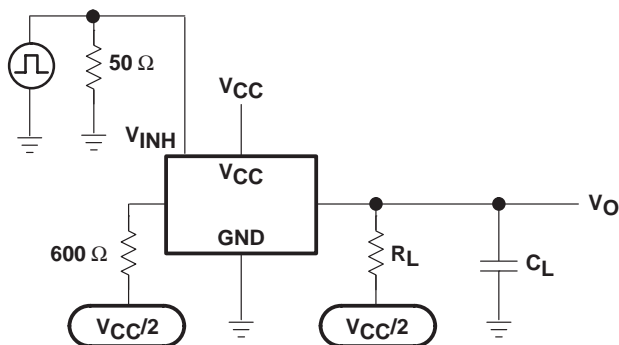 50 Ω
VCC
VINH
VCC
VO
GND
600 Ω
RL
CL
VCC/2
VCC/2